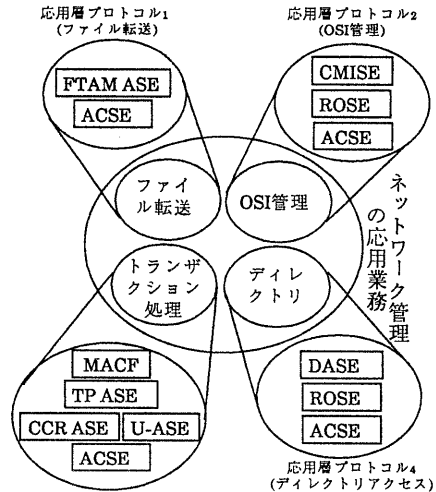 応用層プロトコル1
(ファイル転送)
応用層プロトコル2
(OSI管理)
FTAM ASE
ACSE
CMISE
ROSE
ACSE
ファイ
ル転送
OSI管理
ネットワーク管理
の応用業務
トランザ
クション
処理
ディレ
クトリ
MACF
TP ASE
CCR ASE
U-ASE
ACSE
DASE
ROSE
ACSE
応用層プロトコル4
(ディレクトリアクセス)